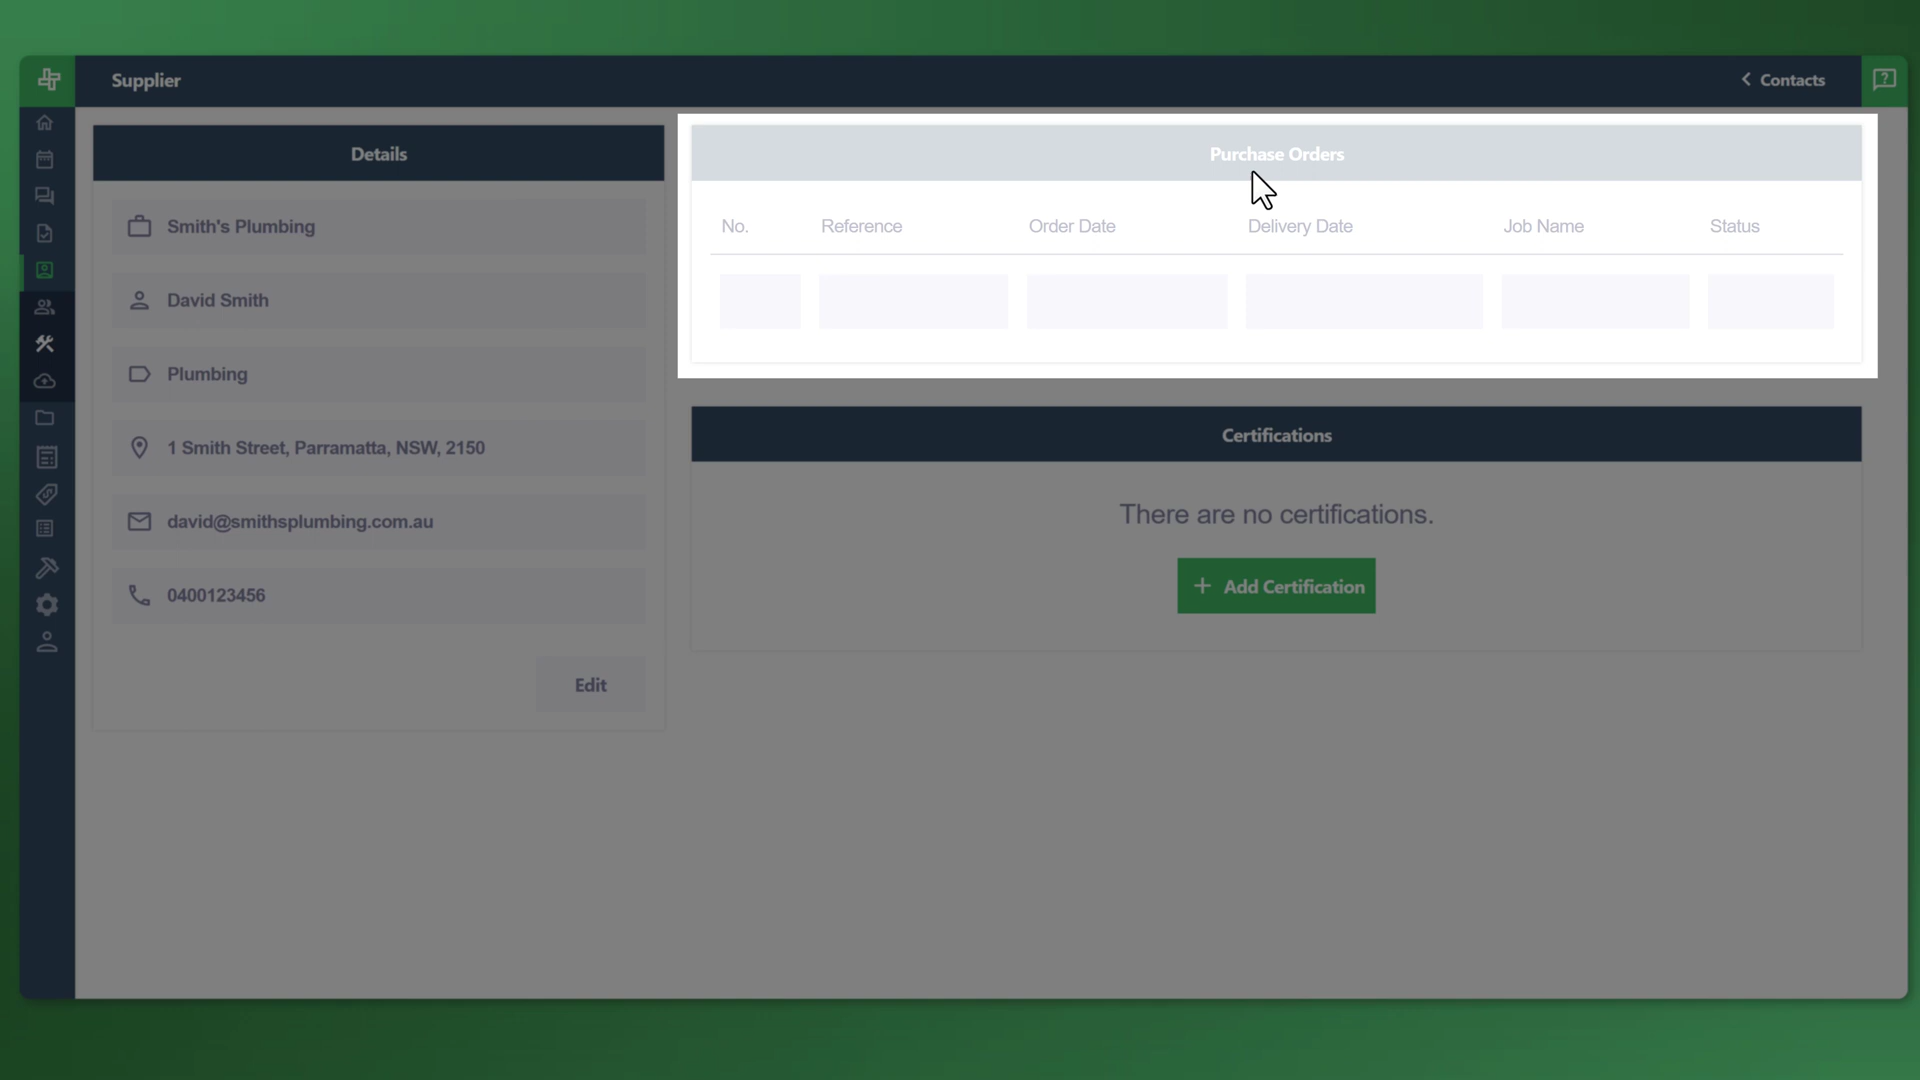 Supplier
Contacts
Details
Smith's Plumbing
David Smith
Plumbing
1 Smith Street, Parramatta, NSW, 2150
david@smithsplumbing.com.au
0400123456
Edit
Purchase Orders
No. Reference Order Date Delivery Date Job Name Status
Certifications
There are no certifications.
+ Add Certification